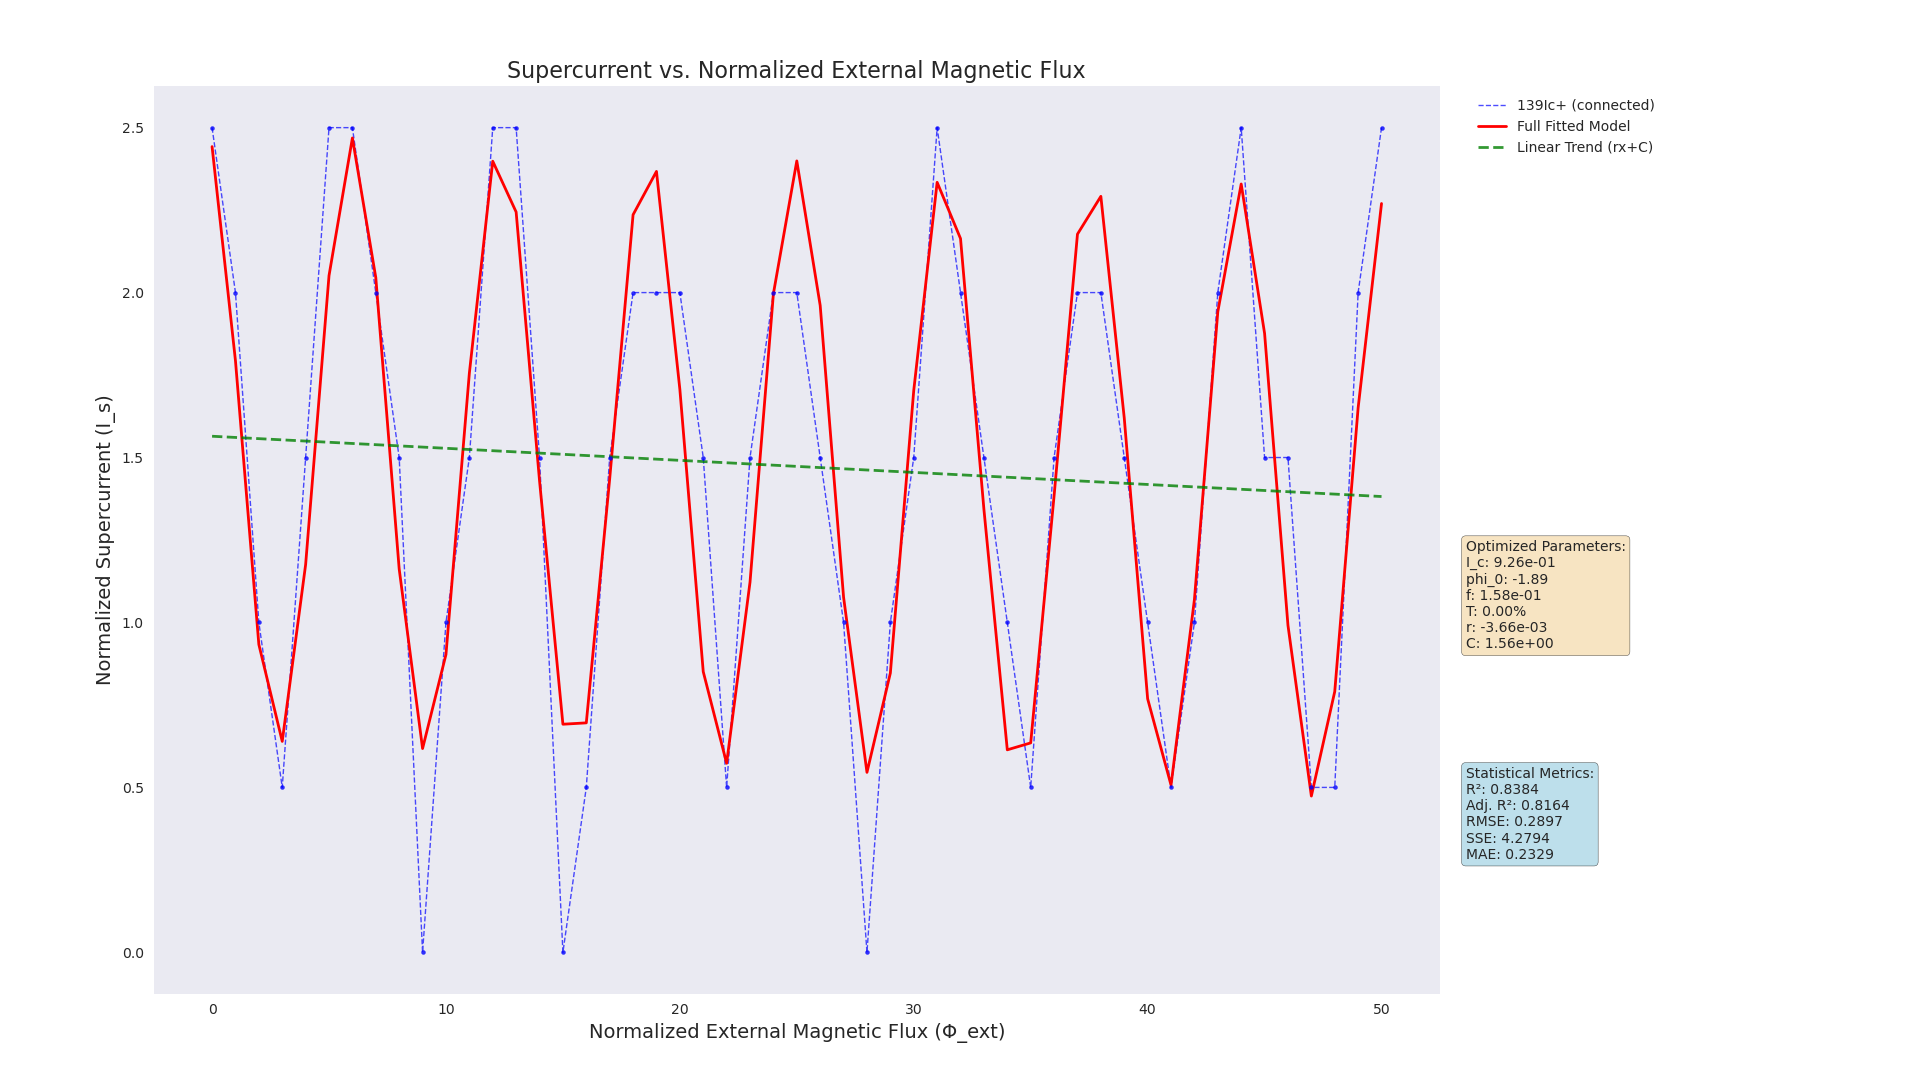 Supercurrent vs. Normalized External Magnetic Flux
139Ic+ (connected)
Full Fitted Model
Linear Trend (rx+C)
2.5
2.0
1.5
1.0
0.5
0.0
Normalized Supercurrent (I_s)
0
10
20
30
40
50
Normalized External Magnetic Flux (Φ_ext)
Optimized Parameters:
I_c: 9.26e-01
phi_0: -1.89
f: 1.58e-01
T: 0.00%
r: -3.66e-03
C: 1.56e+00
Statistical Metrics:
R²: 0.8384
Adj. R²: 0.8164
RMSE: 0.2897
SSE: 4.2794
MAE: 0.2329